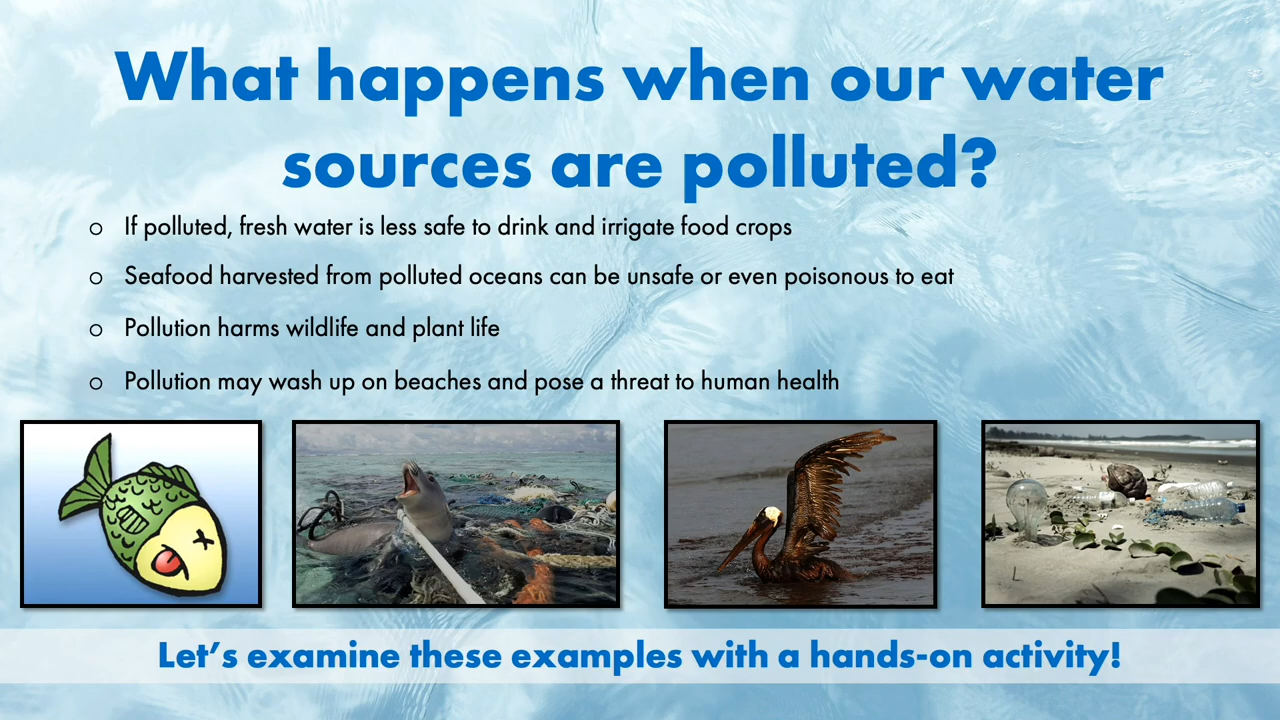 What happens when our water
sources are polluted?
o If polluted, fresh water is less safe to drink and irrigate food crops
o Seafood harvested from polluted oceans can be unsafe or even poisonous to eat
o Pollution harms wildlife and plant life
o Pollution may wash up on beaches and pose a threat to human health
Let’s examine these examples with a hands-on activity!